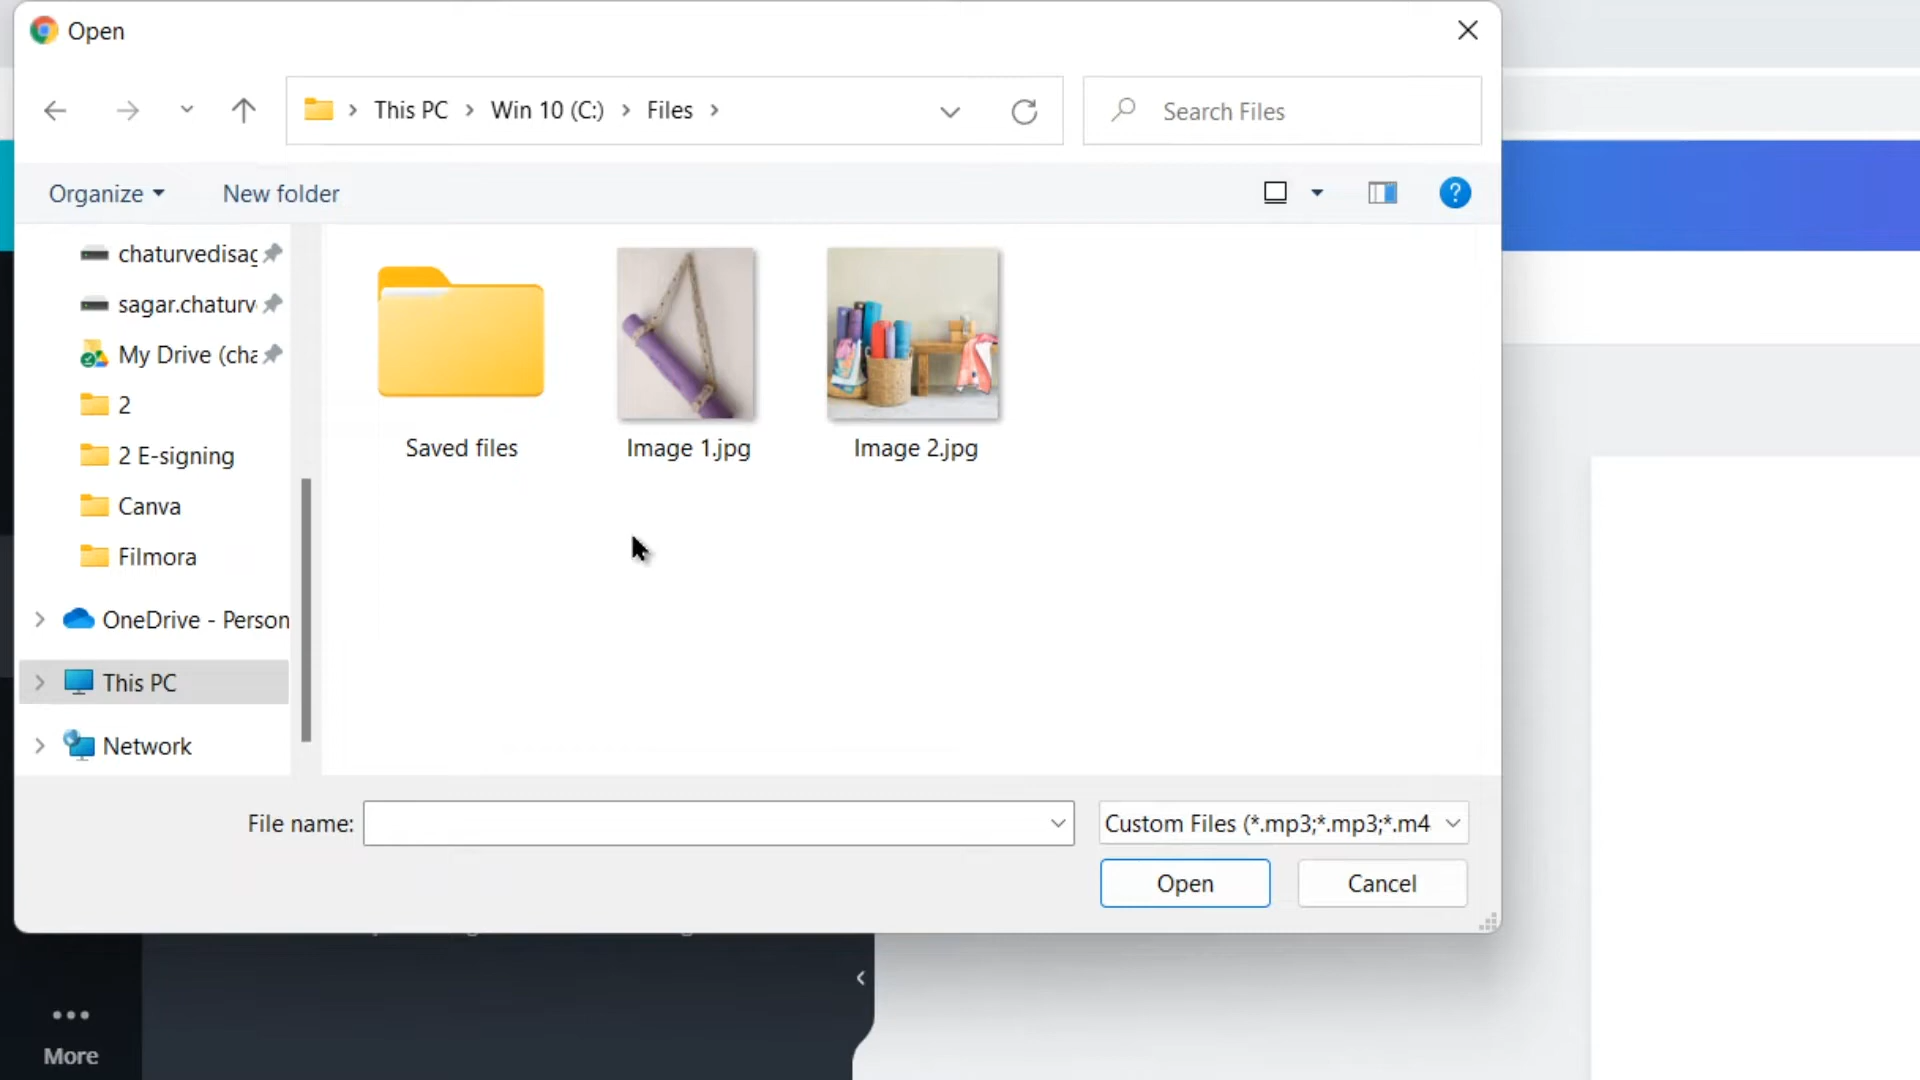 Open
This PC
Win 10 (C:)
Files
Search Files
Organize
New folder
chaturvedisag
sagar.chaturv
My Drive (cha
2
2 E-signing
Canva
Filmora
OneDrive - Person
This PC
Network
Saved files
Image 1.jpg
Image 2.jpg
File name:
Custom Files (*.mp3;*.mp3;*.m4
Open
Cancel
More